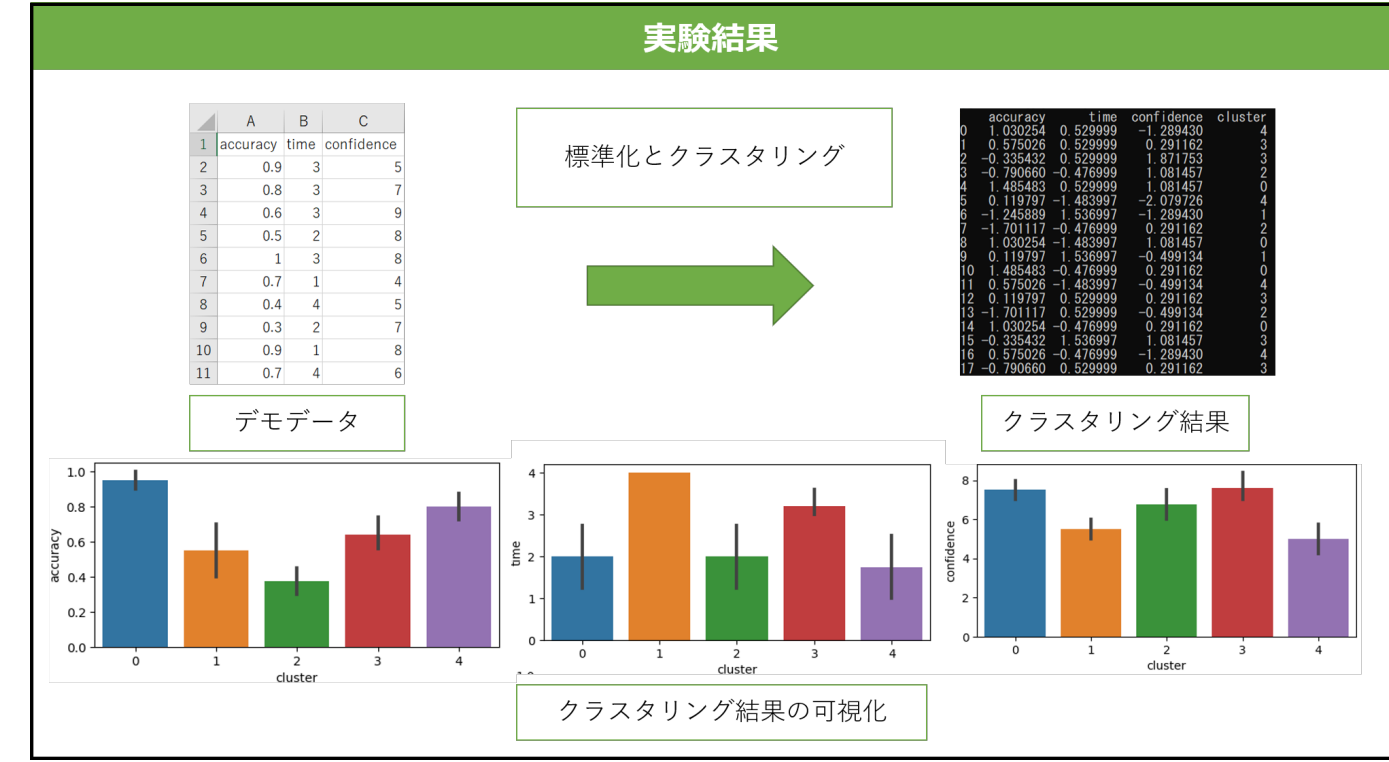 実験結果
A B C
1 accuracy time confidence
2 0.9 3 5
3 0.8 3 7
4 0.6 3 9
5 0.5 2 8
6 1 3 8
7 0.7 1 4
8 0.4 4 5
9 0.3 2 7
10 0.9 1 8
11 0.7 4 6
デモデータ
標準化とクラスタリング
accuracy time confidence cluster
0 1.030254 0.529999 -1.289430 4
1 0.575026 0.529999 0.291162 3
2 -0.335432 0.529999 1.871753 3
3 -0.790660 -0.476999 1.081457 2
4 1.485483 0.529999 1.081457 0
5 0.119797 -1.483997 -2.079726 4
6 -1.245889 1.536997 -1.289430 1
7 -1.701117 -0.476999 0.291162 2
8 1.030254 -1.483997 1.081457 0
9 0.119797 1.536997 -0.499134 1
10 1.485483 -0.476999 0.291162 0
11 0.575026 -1.483997 -0.499134 4
12 0.119797 0.529999 0.291162 3
13 -1.701117 0.529999 -0.499134 2
14 1.030254 -0.476999 0.291162 0
15 -0.335432 1.536997 1.081457 3
16 0.575026 -0.476999 -1.289430 4
17 -0.790660 0.529999 0.291162 3
クラスタリング結果
accuracy
1.0
0.8
0.6
0.4
0.2
0.0
0 1 2 3 4
cluster
time
4
3
2
1
0
0 1 2 3 4
cluster
confidence
8
6
4
2
0
0 1 2 3 4
cluster
クラスタリング結果の可視化